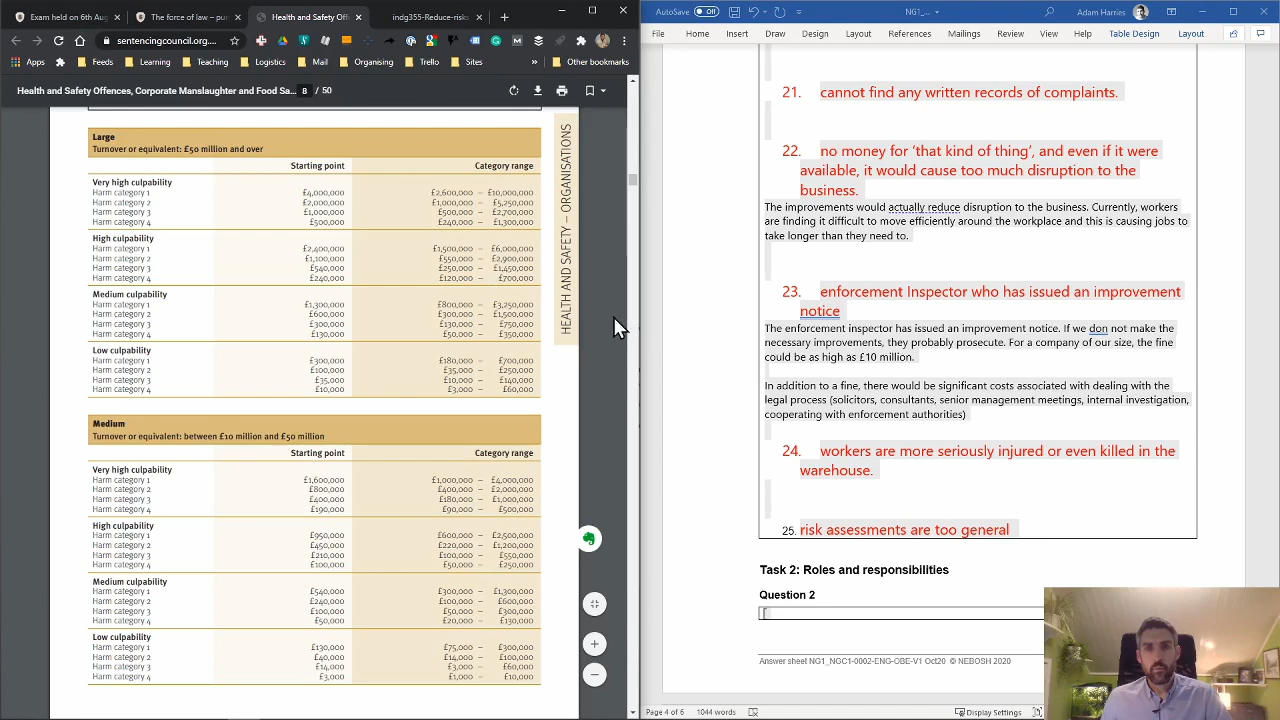 Exam held on 6th Aug
The force of law – pu
Health and Safety Off
indg355-Reduce-risks
sentencingcouncil.org...
Apps
Feeds
Learning
Teaching
Logistics
Mail
Organising
Trello
Sites
Other bookmarks
Health and Safety Offences, Corporate Manslaughter and Food Sa...
8 / 50
Large
Turnover or equivalent: £50 million and over
Starting point Category range
Very high culpability
Harm category 1 £4,000,000 £2,600,000 – £10,000,000
Harm category 2 £2,000,000 £1,000,000 – £5,250,000
Harm category 3 £1,000,000 £500,000 – £2,700,000
Harm category 4 £500,000 £240,000 – £1,300,000
High culpability
Harm category 1 £2,400,000 £1,500,000 – £6,000,000
Harm category 2 £1,100,000 £550,000 – £2,900,000
Harm category 3 £540,000 £250,000 – £1,450,000
Harm category 4 £240,000 £120,000 – £700,000
Medium culpability
Harm category 1 £1,300,000 £800,000 – £3,250,000
Harm category 2 £600,000 £300,000 – £1,500,000
Harm category 3 £300,000 £130,000 – £750,000
Harm category 4 £130,000 £50,000 – £350,000
Low culpability
Harm category 1 £300,000 £180,000 – £700,000
Harm category 2 £100,000 £35,000 – £250,000
Harm category 3 £35,000 £10,000 – £140,000
Harm category 4 £10,000 £3,000 – £60,000
Medium
Turnover or equivalent: between £10 million and £50 million
Starting point Category range
Very high culpability
Harm category 1 £1,600,000 £1,000,000 – £4,000,000
Harm category 2 £800,000 £400,000 – £2,000,000
Harm category 3 £400,000 £180,000 – £1,000,000
Harm category 4 £190,000 £90,000 – £500,000
High culpability
Harm category 1 £950,000 £600,000 – £2,500,000
Harm category 2 £450,000 £220,000 – £1,200,000
Harm category 3 £210,000 £100,000 – £550,000
Harm category 4 £100,000 £50,000 – £250,000
Medium culpability
Harm category 1 £540,000 £300,000 – £1,300,000
Harm category 2 £240,000 £100,000 – £600,000
Harm category 3 £100,000 £50,000 – £300,000
Harm category 4 £50,000 £20,000 – £130,000
Low culpability
Harm category 1 £130,000 £75,000 – £300,000
Harm category 2 £40,000 £14,000 – £100,000
Harm category 3 £14,000 £3,000 – £60,000
Harm category 4 £3,000 £1,000 – £10,000
HEALTH AND SAFETY – ORGANISATIONS
AutoSave Off
NG1_...
Adam Harries
File Home Insert Draw Design Layout References Mailings Review View Help Table Design Layout
21. cannot find any written records of complaints.
22. no money for ‘that kind of thing’, and even if it were
available, it would cause too much disruption to the
business.
The improvements would actually reduce disruption to the business. Currently, workers
are finding it difficult to move efficiently around the workplace and this is causing jobs to
take longer than they need to.
23. enforcement Inspector who has issued an improvement
notice
The enforcement inspector has issued an improvement notice. If we don not make the
necessary improvements, they probably prosecute. For a company of our size, the fine
could be as high as £10 million.
In addition to a fine, there would be significant costs associated with dealing with the
legal process (solicitors, consultants, senior management meetings, internal investigation,
cooperating with enforcement authorities)
24. workers are more seriously injured or even killed in the
warehouse.
25. risk assessments are too general
Task 2: Roles and responsibilities
Question 2
Answer sheet NG1_NGC1-0002-ENG-OBE-V1 Oct20 © NEBOSH 2020
Page 4 of 6 1044 words
Display Settings